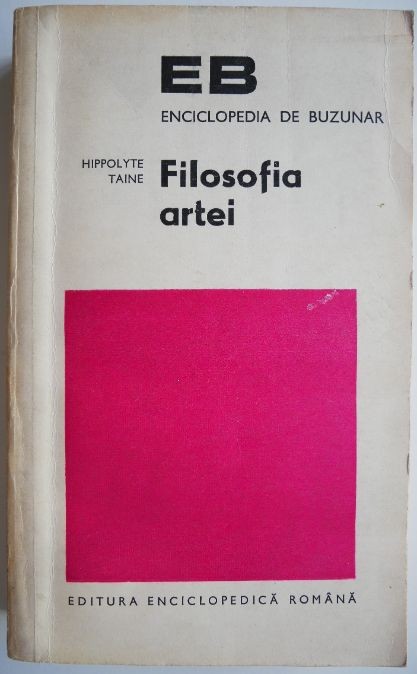 EB
ENCICLOPEDIA DE BUZUNAR
HIPPOLYTE
TAINE
Filosofia
artei
EDITURA ENCICLOPEDICĂ ROMÂNĂ